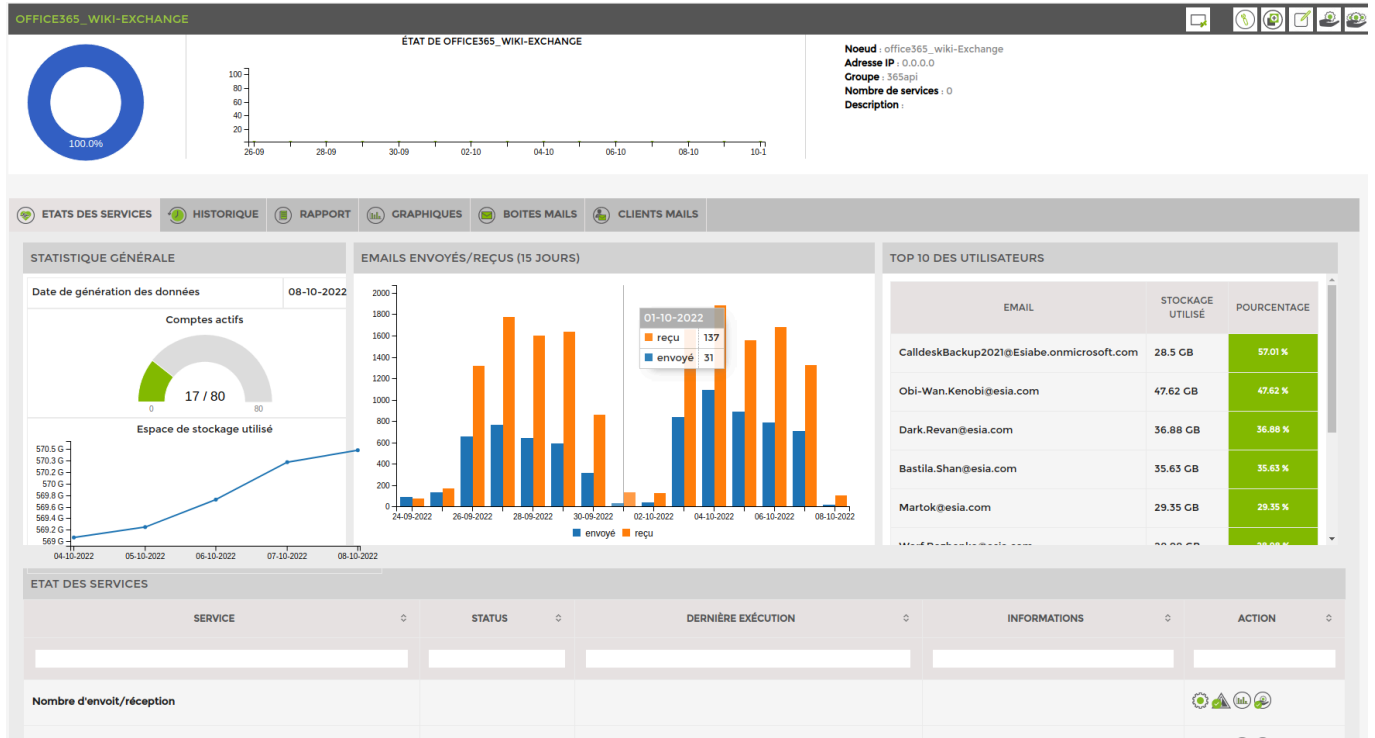 OFFICE365_WIKI-EXCHANGE
100.0%
ÉTAT DE OFFICE365_WIKI-EXCHANGE
100
80
60
40
20
26-09 28-09 30-09 02-10 04-10 06-10 08-10 10-1
Noeud : office365_wiki-Exchange
Adresse IP : 0.0.0.0
Groupe : 365api
Nombre de services : 0
Description :
ETATS DES SERVICES HISTORIQUE RAPPORT GRAPHIQUES BOITES MAILS CLIENTS MAILS
STATISTIQUE GÉNÉRALE
Date de génération des données 08-10-2022
Comptes actifs
17 / 80
0 80
Espace de stockage utilisé
570.5 G
570.3 G
570.2 G
570 G
569.8 G
569.6 G
569.4 G
569.2 G
569 G
04-10-2022 05-10-2022 06-10-2022 07-10-2022 08-10-2022
EMAILS ENVOYÉS/REÇUS (15 JOURS)
2000
1800
1600
1400
1200
1000
800
600
400
200
0
01-10-2022
reçu 137
envoyé 31
24-09-2022 26-09-2022 28-09-2022 30-09-2022 02-10-2022 04-10-2022 06-10-2022 08-10-2022
envoyé reçu
TOP 10 DES UTILISATEURS
EMAIL STOCKAGE UTILISÉ POURCENTAGE
CalldeskBackup2021@Esiabe.onmicrosoft.com 28.5 GB 57.01 %
Obi-Wan.Kenobi@esia.com 47.62 GB 47.62 %
Dark.Revan@esia.com 36.88 GB 36.88 %
Bastila.Shan@esia.com 35.63 GB 35.63 %
Martok@esia.com 29.35 GB 29.35 %
ETAT DES SERVICES
SERVICE STATUS DERNIÈRE EXÉCUTION INFORMATIONS ACTION
Nombre d'envoit/réception